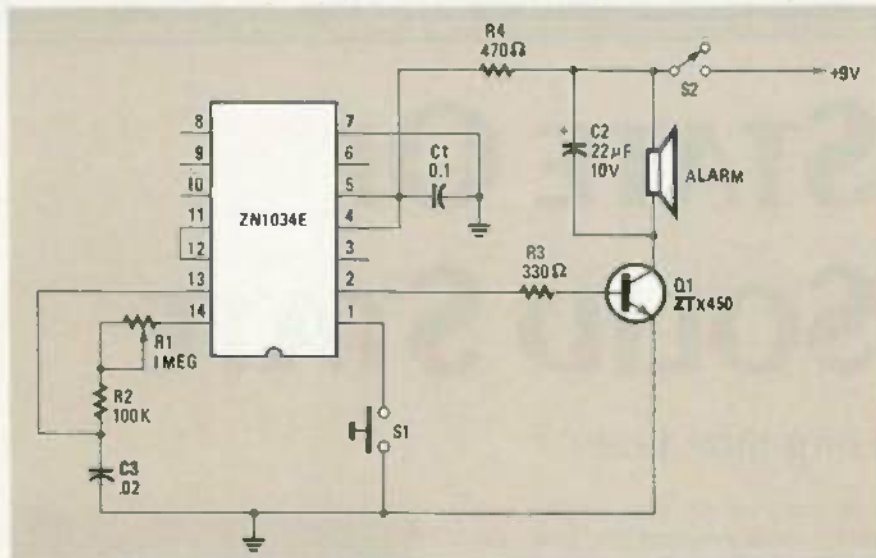 R4
470Ω
S2
+9V
8
7
9
6
10
5
11
4
12
3
13
2
14
1
ZN1034E
Ct
0.1
C2
+
22µF
10V
ALARM
R3
330Ω
Q1
ZTX450
R1
1MEG
R2
100K
C3
.02
S1